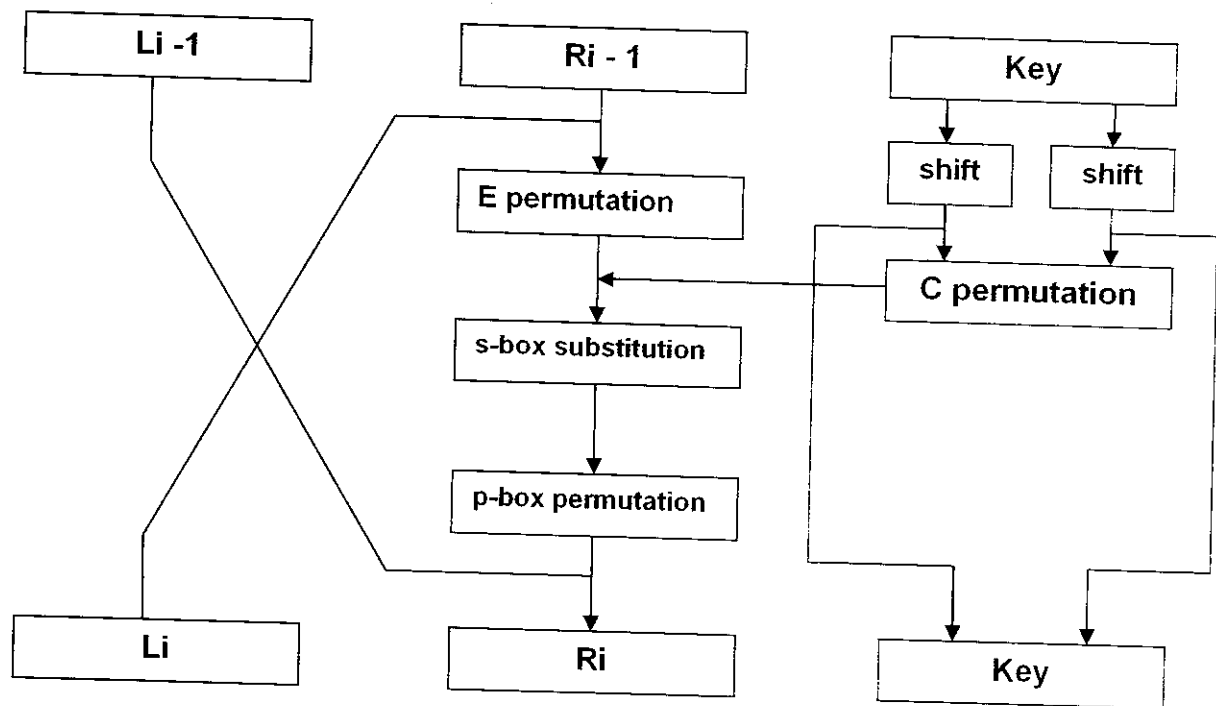 Li -1
Ri - 1
Key
shift
shift
E permutation
C permutation
s-box substitution
p-box permutation
Li
Ri
Key